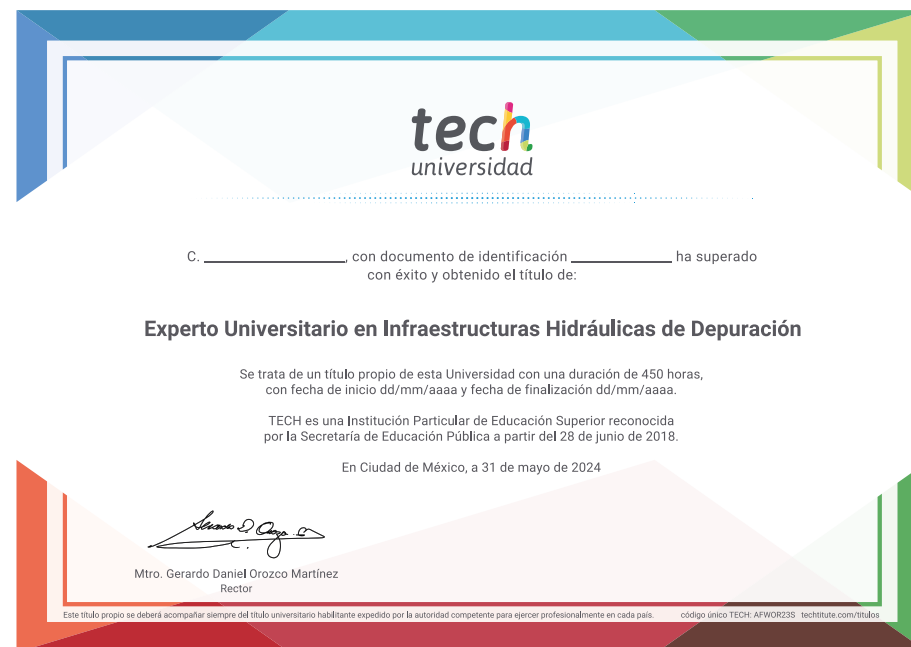 tech
universidad
C. ____________, con documento de identificación ____________ ha superado
con éxito y obtenido el título de:
Experto Universitario en Infraestructuras Hidráulicas de Depuración
Se trata de un título propio de esta Universidad con una duración de 450 horas,
con fecha de inicio dd/mm/aaaa y fecha de finalización dd/mm/aaaa.
TECH es una Institución Particular de Educación Superior reconocida
por la Secretaría de Educación Pública a partir del 28 de junio de 2018.
En Ciudad de México, a 31 de mayo de 2024
Mtro. Gerardo Daniel Orozco Martínez
Rector
Este título propio se deberá acompañar siempre del título universitario habilitante expedido por la autoridad competente para ejercer profesionalmente en cada país. código único TECH: AFWOR23S techtitute.com/titulos